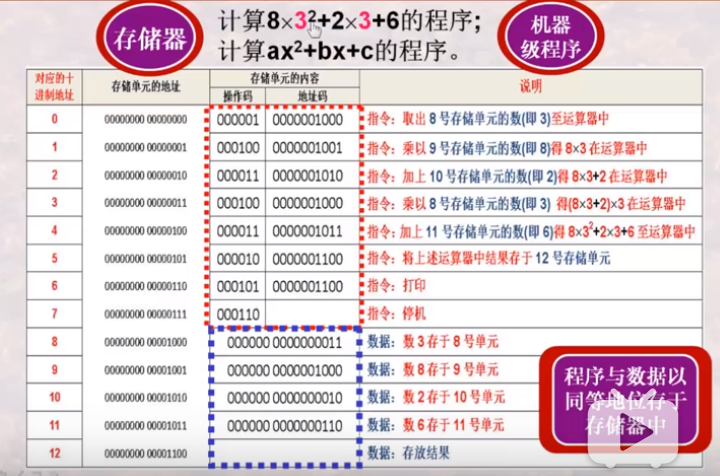 存储器
计算8×3²+2×3+6的程序;
计算ax²+bx+c的程序。
机器
级程序
对应的十
进制地址
存储单元的地址
存储单元的内容
操作码 地址码
说明
0 00000000 00000000 000001 0000001000 指令：取出 8 号存储单元的数(即 3)至运算器中
1 00000000 00000001 000100 0000001001 指令：乘以 9 号存储单元的数(即 8)得 8×3 在运算器中
2 00000000 00000010 000011 0000001010 指令：加上 10 号存储单元的数(即 2)得 8×3+2 在运算器中
3 00000000 00000011 000100 0000001000 指令：乘以 8 号存储单元的数(即 3) 得(8×3+2)×3 在运算器中
4 00000000 00000100 000011 0000001011 指令：加上 11 号存储单元的数(即 6)得 8×3²+2×3+6 至运算器中
5 00000000 00000101 000010 0000001100 指令：将上述运算器中结果存于 12 号存储单元
6 00000000 00000110 000101 0000001100 指令：打印
7 00000000 00000111 000110 指令：停机
8 00000000 00001000 000000 0000000011 数据：数 3 存于 8 号单元
9 00000000 00001001 000000 0000001000 数据：数 8 存于 9 号单元
10 00000000 00001010 000000 0000000010 数据：数 2 存于 10 号单元
11 00000000 00001011 000000 0000000110 数据：数 6 存于 11 号单元
12 00000000 00001100 数据：存放结果
程序与数据以
同等地位存于
存储器中